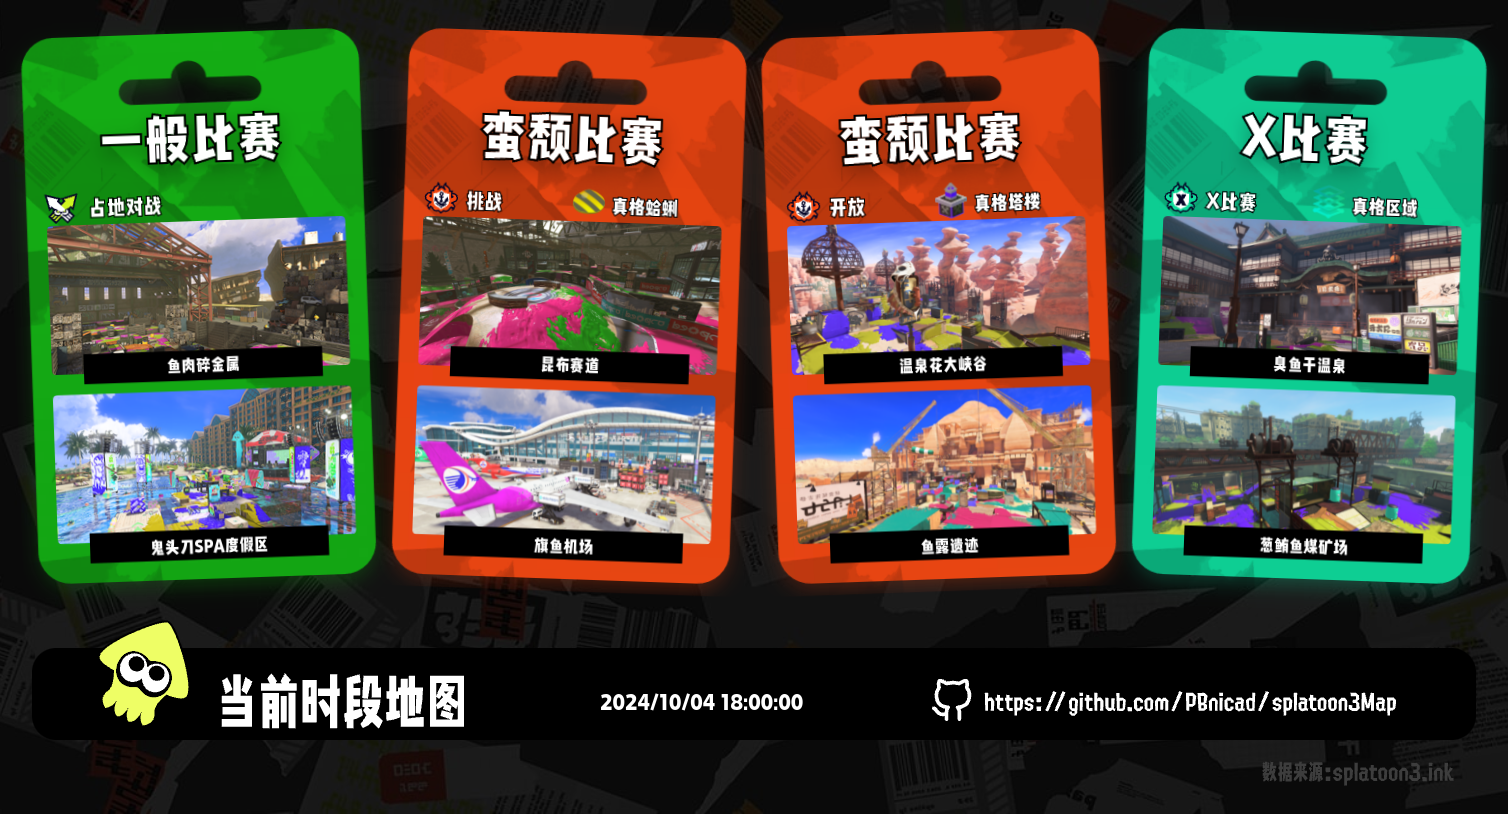 一般比赛
占地对战
鱼肉碎金属
鬼头刀SPA度假区
蛮颓比赛
挑战
真格蛤蜊
昆布赛道
旗鱼机场
蛮颓比赛
开放
真格塔楼
温泉花大峡谷
鱼露遗迹
X比赛
X比赛
真格区域
臭鱼干温泉
葱鲔鱼煤矿场
当前时段地图
2024/10/04 18:00:00
https://github.com/PBnicad/splatoon3Map
数据来源:splatoon3.ink